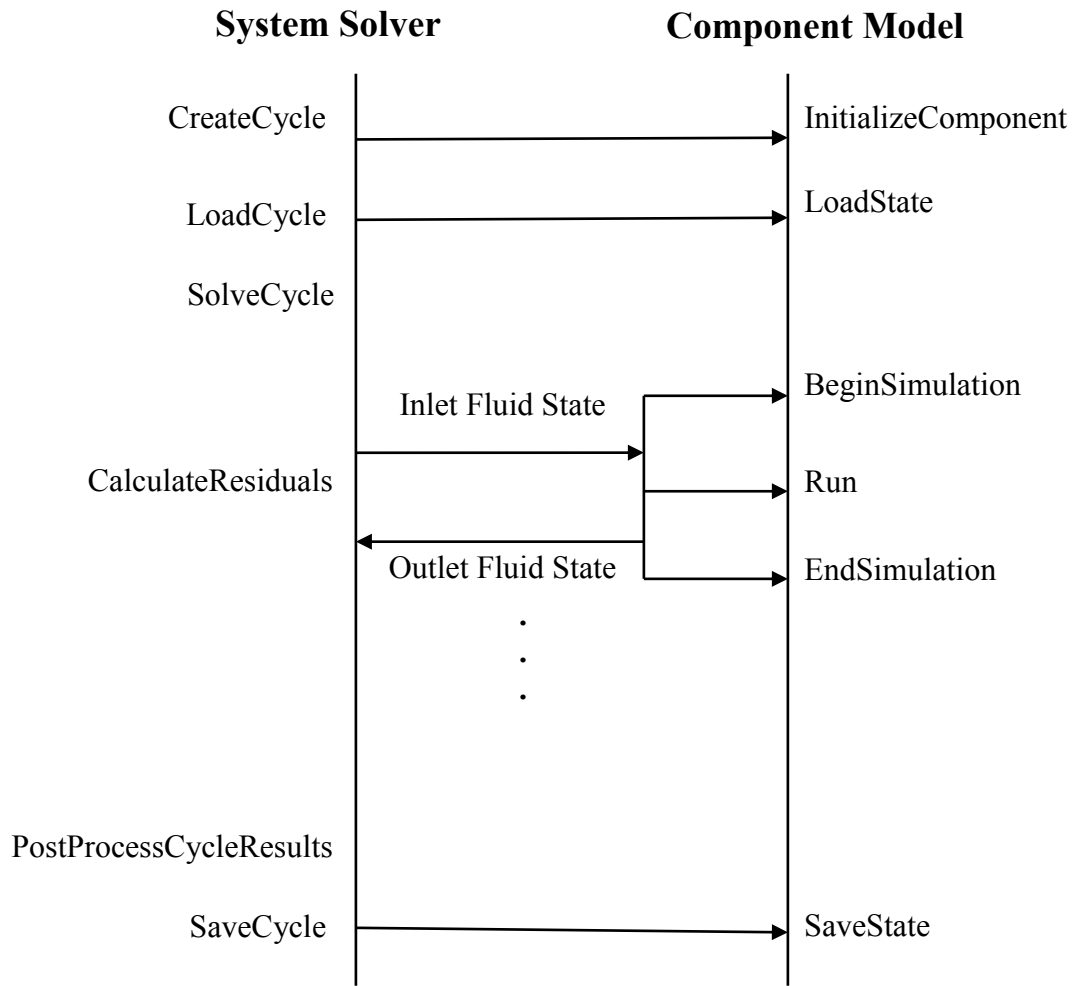 System Solver
Component Model
CreateCycle
InitializeComponent
LoadCycle
LoadState
SolveCycle
Inlet Fluid State
BeginSimulation
CalculateResiduals
Run
Outlet Fluid State
EndSimulation
.
.
.
PostProcessCycleResults
SaveCycle
SaveState